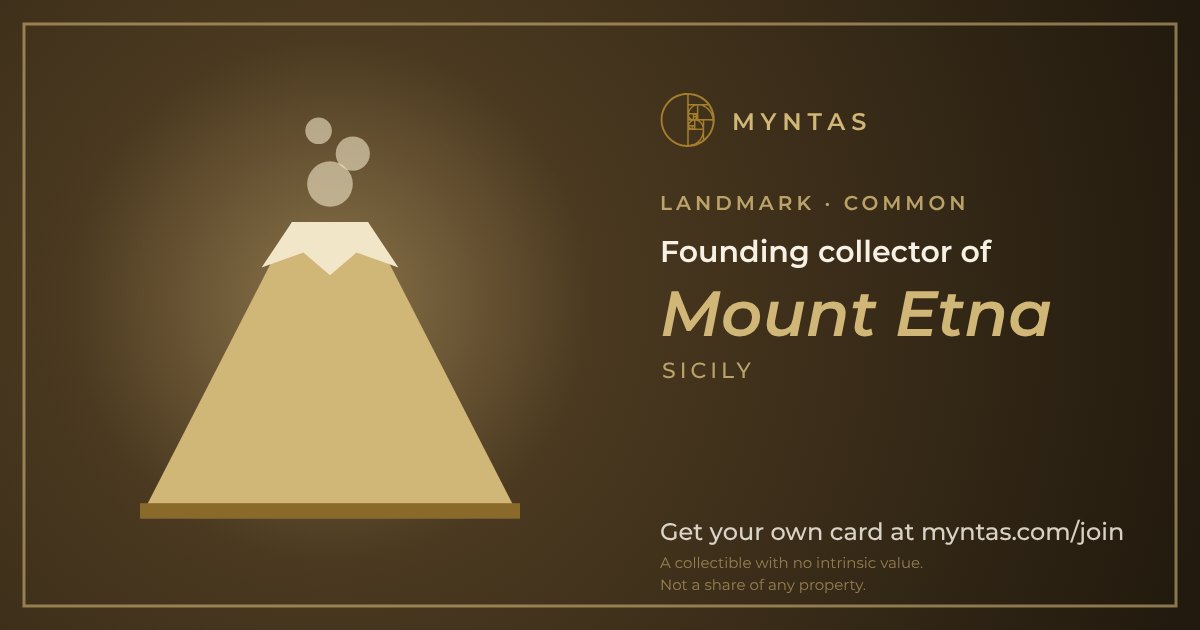 MYNTAS
LANDMARK · COMMON
Founding collector of
Mount Etna
SICILY
Get your own card at myntas.com/join
A collectible with no intrinsic value.
Not a share of any property.